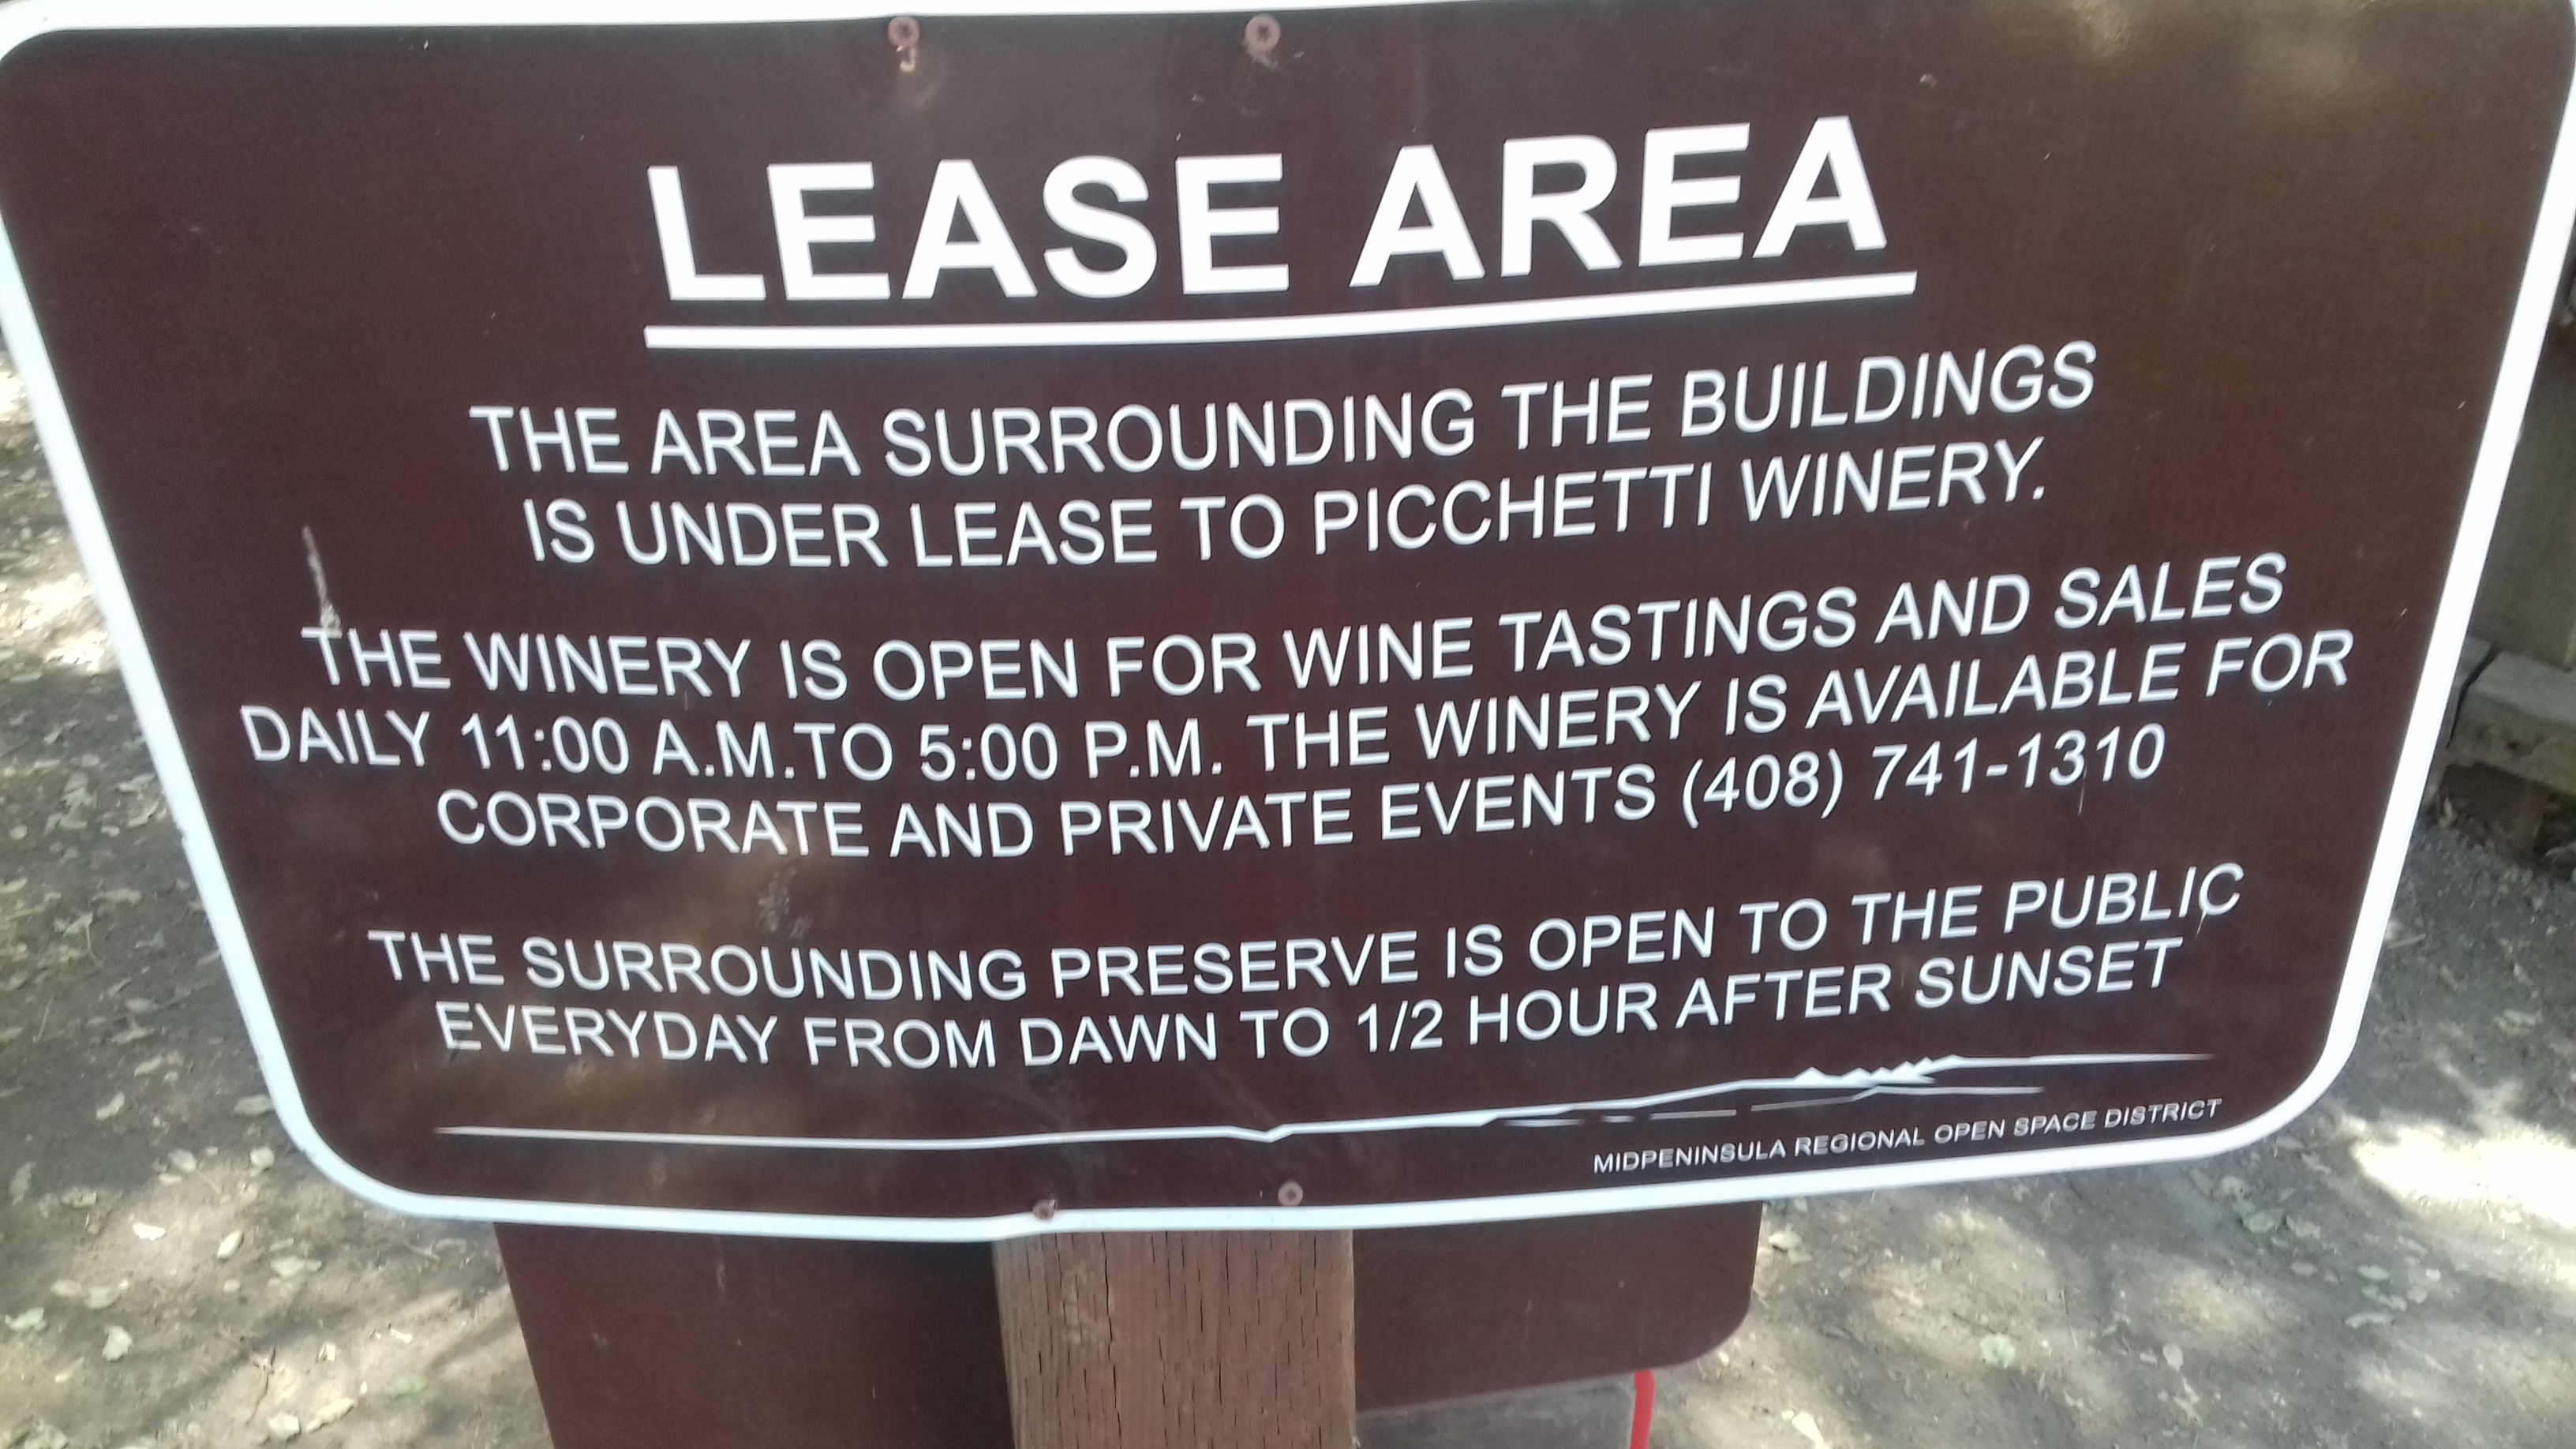 LEASE AREA
THE AREA SURROUNDING THE BUILDINGS
IS UNDER LEASE TO PICCHETTI WINERY.
THE WINERY IS OPEN FOR WINE TASTINGS AND SALES
DAILY 11:00 A.M.TO 5:00 P.M. THE WINERY IS AVAILABLE FOR
CORPORATE AND PRIVATE EVENTS (408) 741-1310
THE SURROUNDING PRESERVE IS OPEN TO THE PUBLIC
EVERYDAY FROM DAWN TO 1/2 HOUR AFTER SUNSET
MIDPENINSULA REGIONAL OPEN SPACE DISTRICT